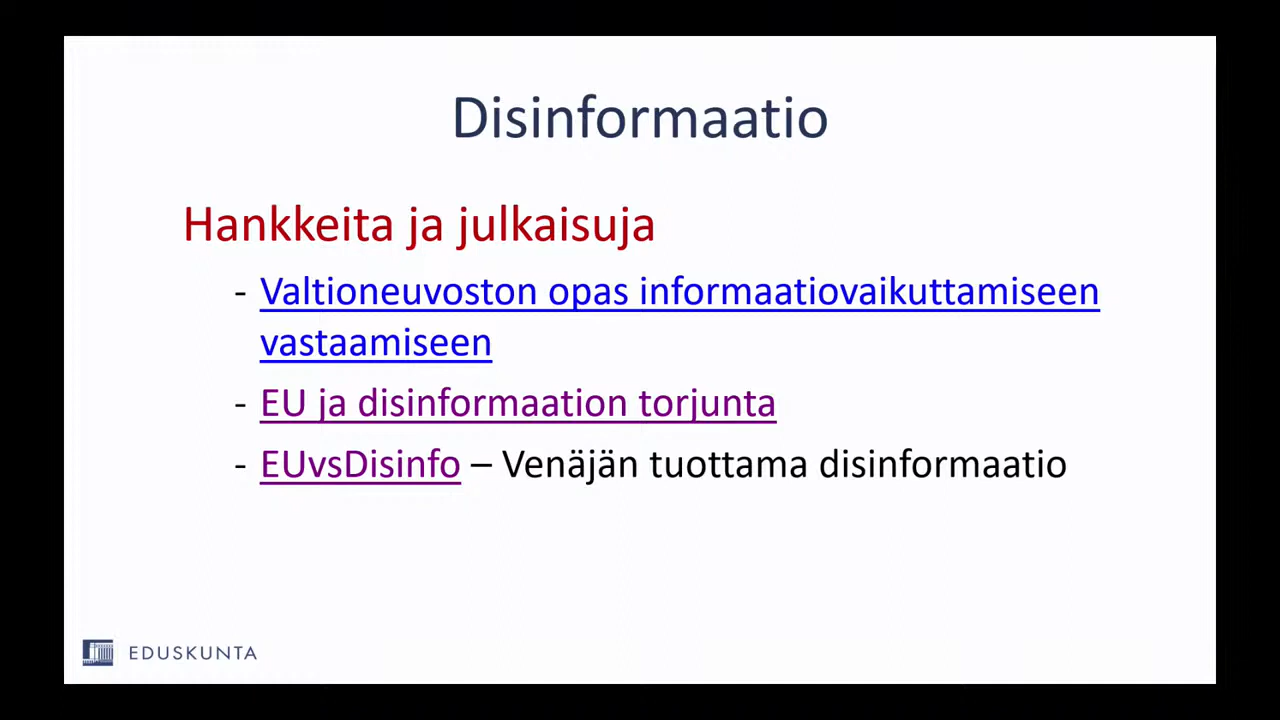 Disinformaatio
Hankkeita ja julkaisuja
- Valtioneuvoston opas informaatiovaikuttamiseen
vastaamiseen
- EU ja disinformaation torjunta
- EUvsDisinfo – Venäjän tuottama disinformaatio
EDUSKUNTA